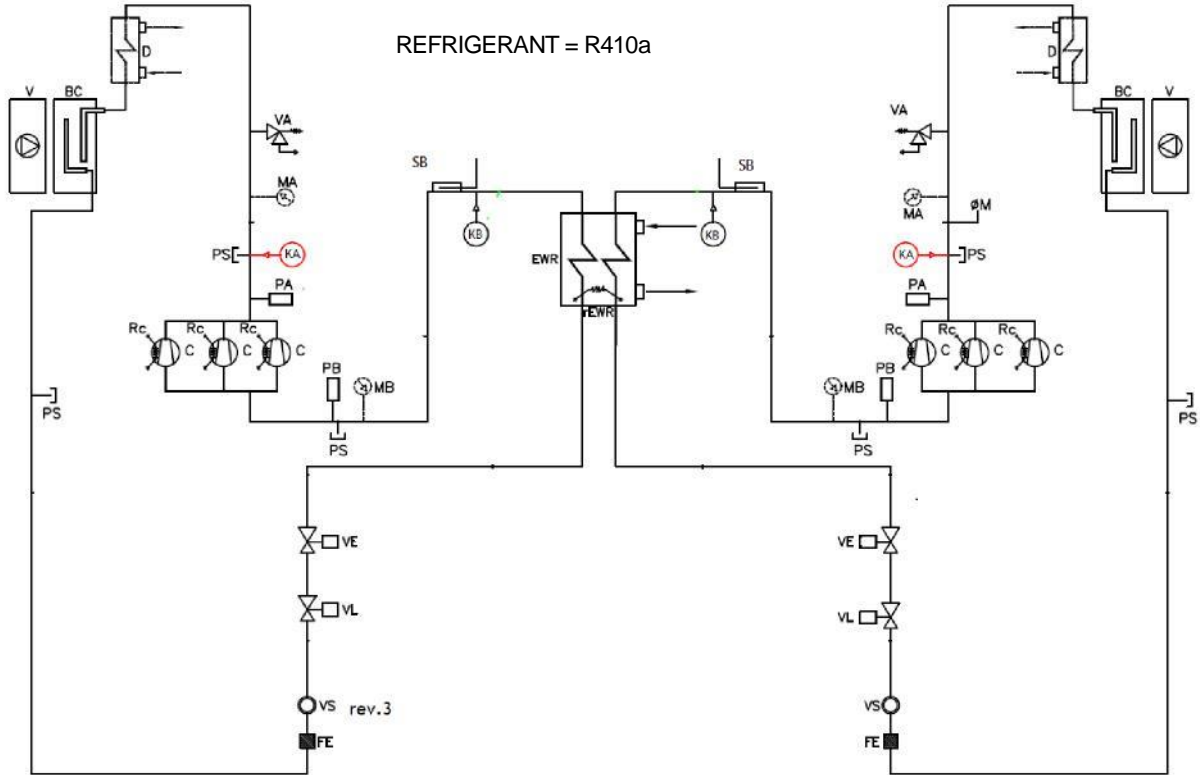 REFRIGERANT = R410a
D
D
V
BC
BC
V
VA
VA
SB
SB
MA
MA
ØM
KB
KB
PS
KA
KA
PS
EWR
PA
PA
rEWR
Rc
Rc
Rc
C
C
C
Rc
Rc
Rc
C
C
C
PB
MB
MB
PB
PS
PS
PS
PS
VE
VE
VL
VL
VS
rev.3
VS
FE
FE